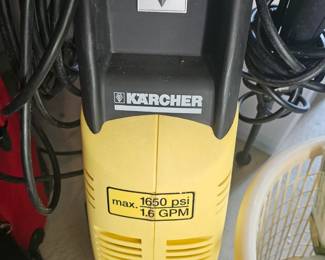 KÄRCHER
max. 1650 psi
1.6 GPM